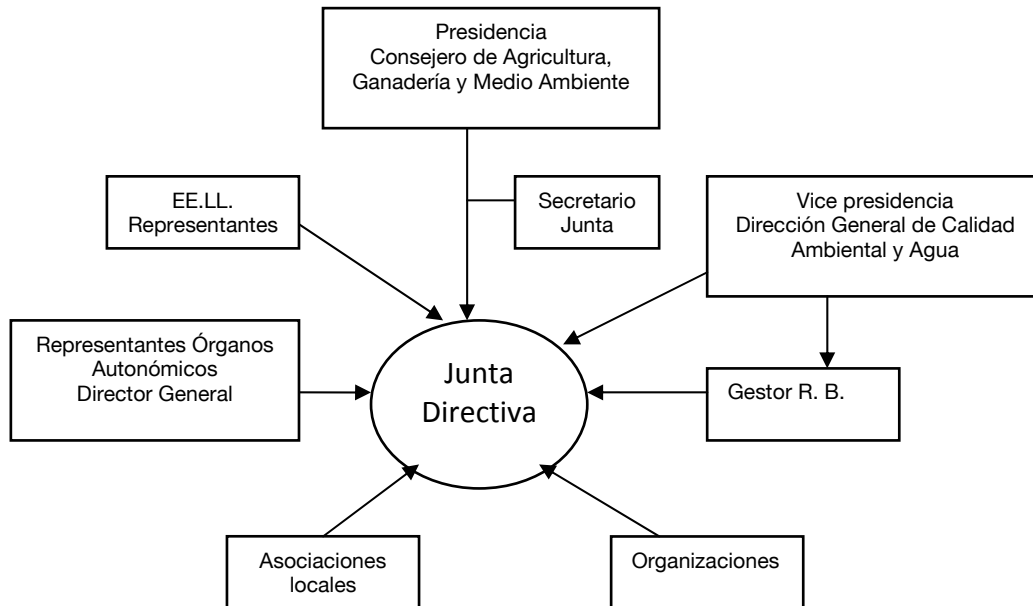 Presidencia
Consejero de Agricultura,
Ganadería y Medio Ambiente
EE.LL.
Representantes
Secretario
Junta
Vice presidencia
Dirección General de Calidad
Ambiental y Agua
Representantes Órganos
Autonómicos
Director General
Junta
Directiva
Gestor R. B.
Asociaciones
locales
Organizaciones